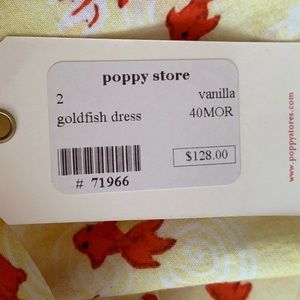 poppy store
2 vanilla
goldfish dress 40MOR
$128.00
# 71966
www.poppystores.com